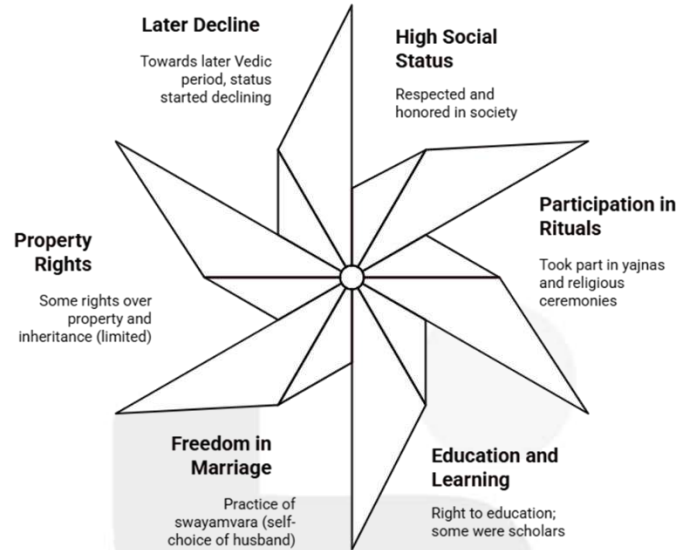 Later Decline
Towards later Vedic
period, status
started declining
High Social
Status
Respected and
honored in society
Participation in
Rituals
Took part in yajnas
and religious
ceremonies
Education and
Learning
Right to education;
some were scholars
Freedom in
Marriage
Practice of
swayamvara (self-
choice of husband)
Property
Rights
Some rights over
property and
inheritance (limited)